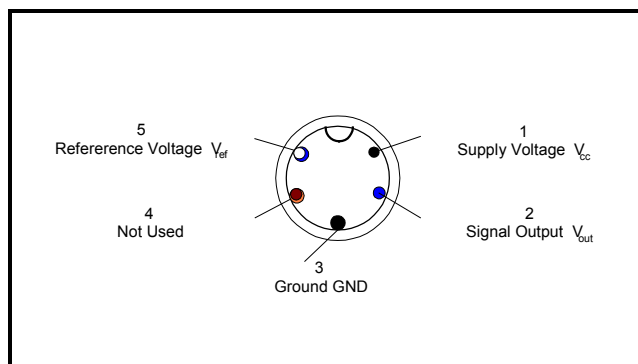 5
Refererence Voltage Vref
1
Supply Voltage Vcc
4
Not Used
2
Signal Output Vout
3
Ground GND